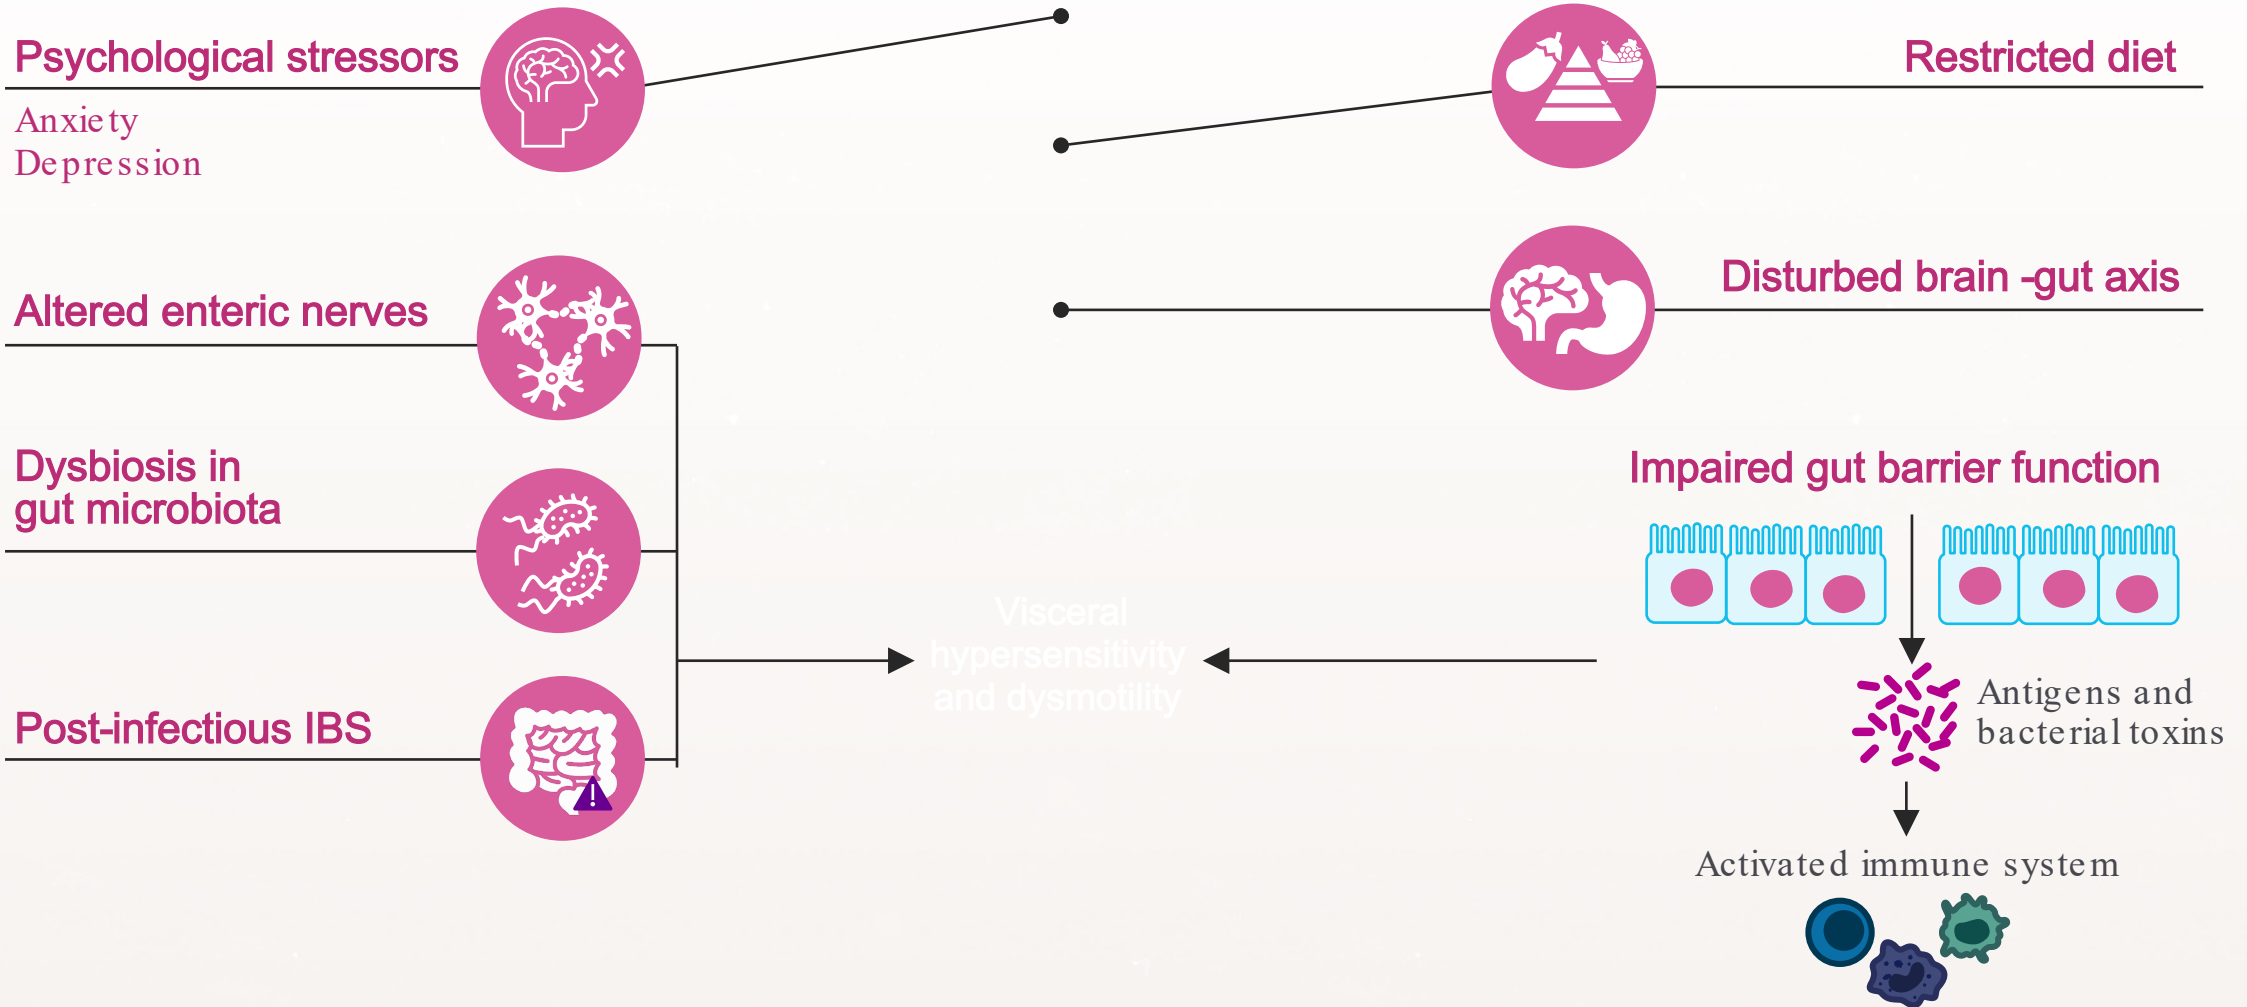 Psychological stressors
Anxiety
Depression
Altered enteric nerves
Dysbiosis in
gut microbiota
Post-infectious IBS
Visceral
hypersensitivity
and dysmotility
Restricted diet
Disturbed brain -gut axis
Impaired gut barrier function
Antigens and
bacterial toxins
Activated immune system